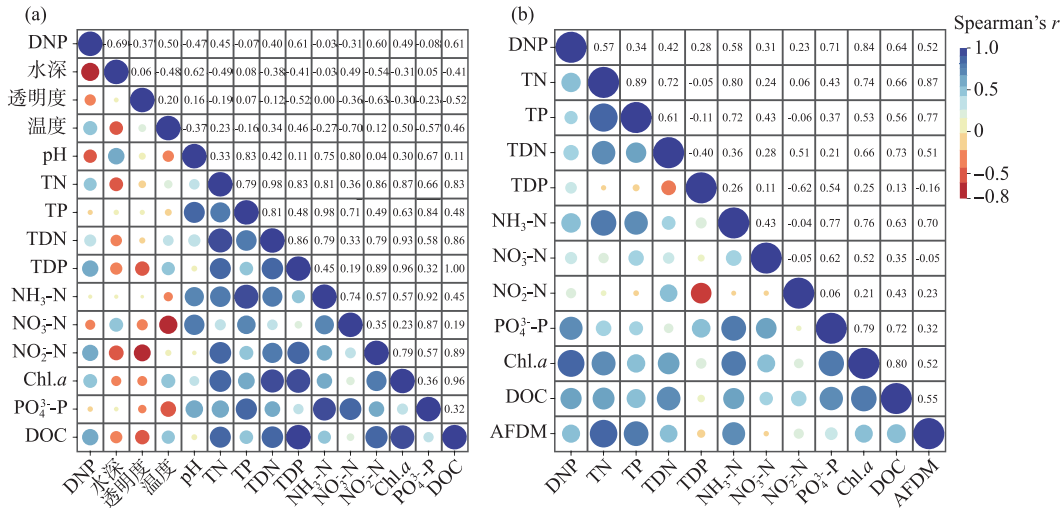 (a)
DNP -0.69 -0.37 0.50 -0.47 0.45 -0.07 0.40 0.61 -0.03 -0.31 0.60 0.49 -0.08 0.61
水深 0.06 -0.48 0.62 -0.49 0.08 -0.38 -0.41 -0.03 0.49 -0.54 -0.31 0.05 -0.41
透明度 0.20 0.16 -0.19 0.07 -0.12 -0.52 0.00 -0.36 -0.63 -0.30 -0.23 -0.52
温度 -0.37 0.23 -0.16 0.34 0.46 -0.27 -0.70 0.12 0.50 -0.57 0.46
pH 0.33 0.83 0.42 0.11 0.75 0.80 0.04 0.30 0.67 0.11
TN 0.79 0.98 0.83 0.81 0.36 0.86 0.87 0.66 0.83
TP 0.81 0.48 0.98 0.71 0.49 0.63 0.84 0.48
TDN 0.86 0.79 0.33 0.79 0.93 0.58 0.86
TDP 0.45 0.19 0.89 0.96 0.32 1.00
NH₃-N 0.74 0.57 0.57 0.92 0.45
NO₃⁻-N 0.35 0.23 0.87 0.19
NO₂⁻-N 0.79 0.57 0.89
Chl.a 0.36 0.96
PO₄³⁻-P 0.32
DOC
DNP 水深 透明度 温度 pH TN TP TDN TDP NH₃-N NO₃⁻-N NO₂⁻-N Chl.a PO₄³⁻-P DOC
(b)
DNP 0.57 0.34 0.42 0.28 0.58 0.31 0.23 0.71 0.84 0.64 0.52
TN 0.89 0.72 -0.05 0.80 0.24 0.06 0.43 0.74 0.66 0.87
TP 0.61 -0.11 0.72 0.43 -0.06 0.37 0.53 0.56 0.77
TDN -0.40 0.36 0.28 0.51 0.21 0.66 0.73 0.51
TDP 0.26 0.11 -0.62 0.54 0.25 0.13 -0.16
NH₃-N 0.43 -0.04 0.77 0.76 0.63 0.70
NO₃⁻-N -0.05 0.62 0.52 0.35 -0.05
NO₂⁻-N 0.06 0.21 0.43 0.23
PO₄³⁻-P 0.79 0.72 0.32
Chl.a 0.80 0.52
DOC 0.55
AFDM
DNP TN TP TDN TDP NH₃-N NO₃⁻-N NO₂⁻-N PO₄³⁻-P Chl.a DOC AFDM
Spearman's r
1.0
0.5
0
−0.5
−0.8